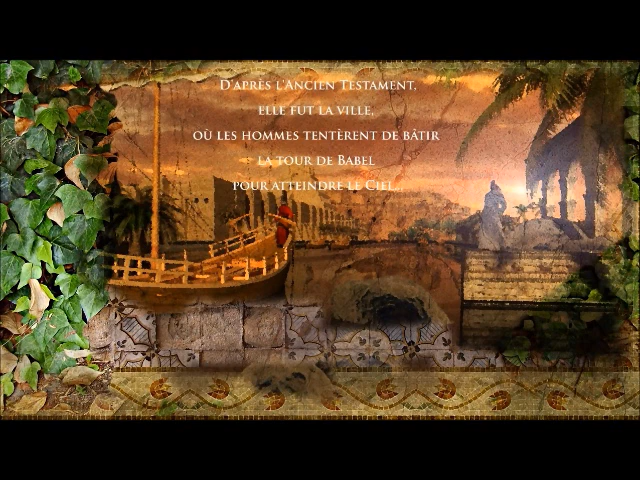 D'après l'Ancien Testament,
elle fut la ville,
où les hommes tentèrent de bâtir
la tour de Babel
pour atteindre le Ciel...